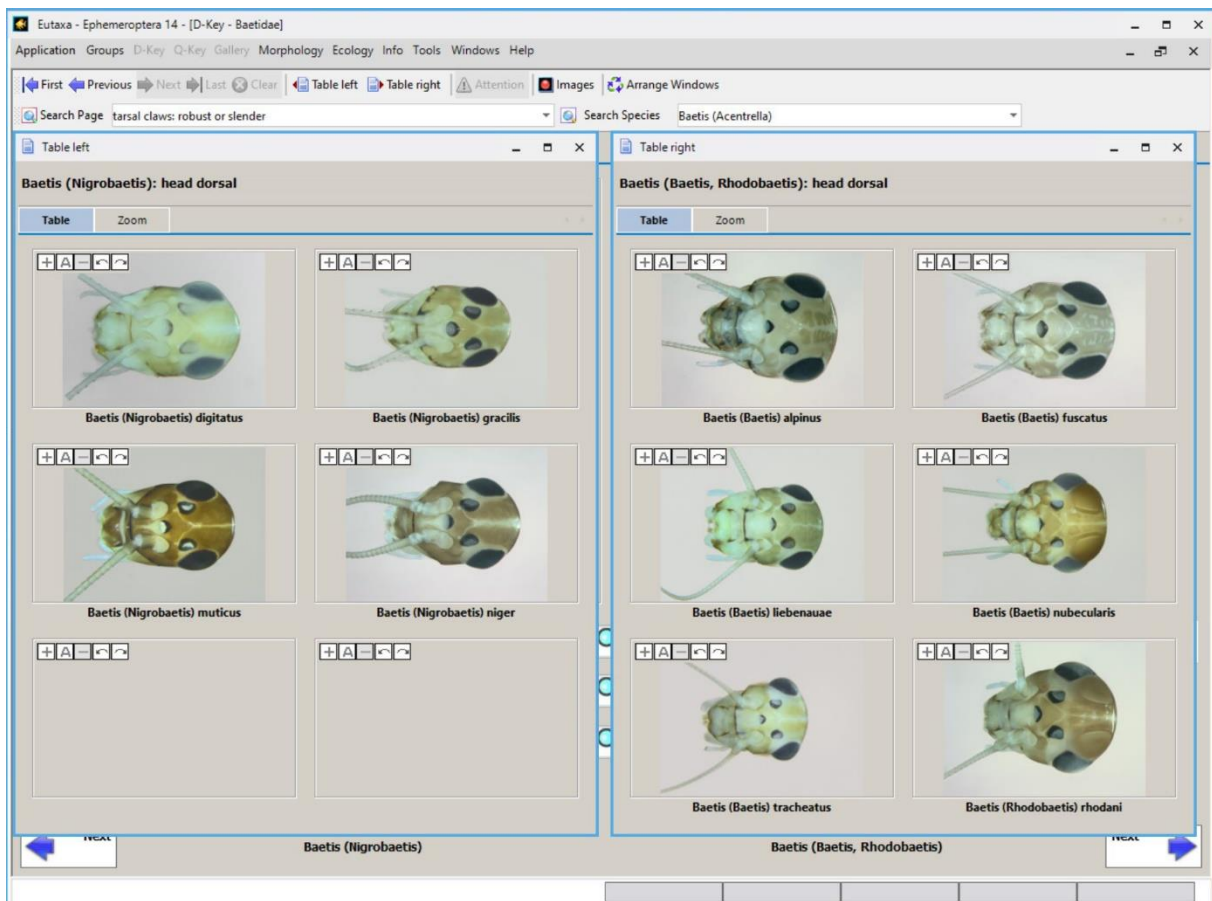 Eutaxa - Ephemeroptera 14 - [D-Key - Baetidae]
Application Groups D-Key Q-Key Gallery Morphology Ecology Info Tools Windows Help
First Previous Next Last Clear Table left Table right Attention Images Arrange Windows
Search Page tarsal claws: robust or slender Search Species Baetis (Acentrella)
Table left
Baetis (Nigrobaetis): head dorsal
Table Zoom
+ A −
+ A −
Baetis (Nigrobaetis) digitatus Baetis (Nigrobaetis) gracilis
+ A −
+ A −
Baetis (Nigrobaetis) muticus Baetis (Nigrobaetis) niger
+ A −
+ A −
Table right
Baetis (Baetis, Rhodobaetis): head dorsal
Table Zoom
+ A −
+ A −
Baetis (Baetis) alpinus Baetis (Baetis) fuscatus
+ A −
+ A −
Baetis (Baetis) liebenauae Baetis (Baetis) nubecularis
+ A −
+ A −
Baetis (Baetis) tracheatus Baetis (Rhodobaetis) rhodani
Next Baetis (Nigrobaetis) Baetis (Baetis, Rhodobaetis) Next